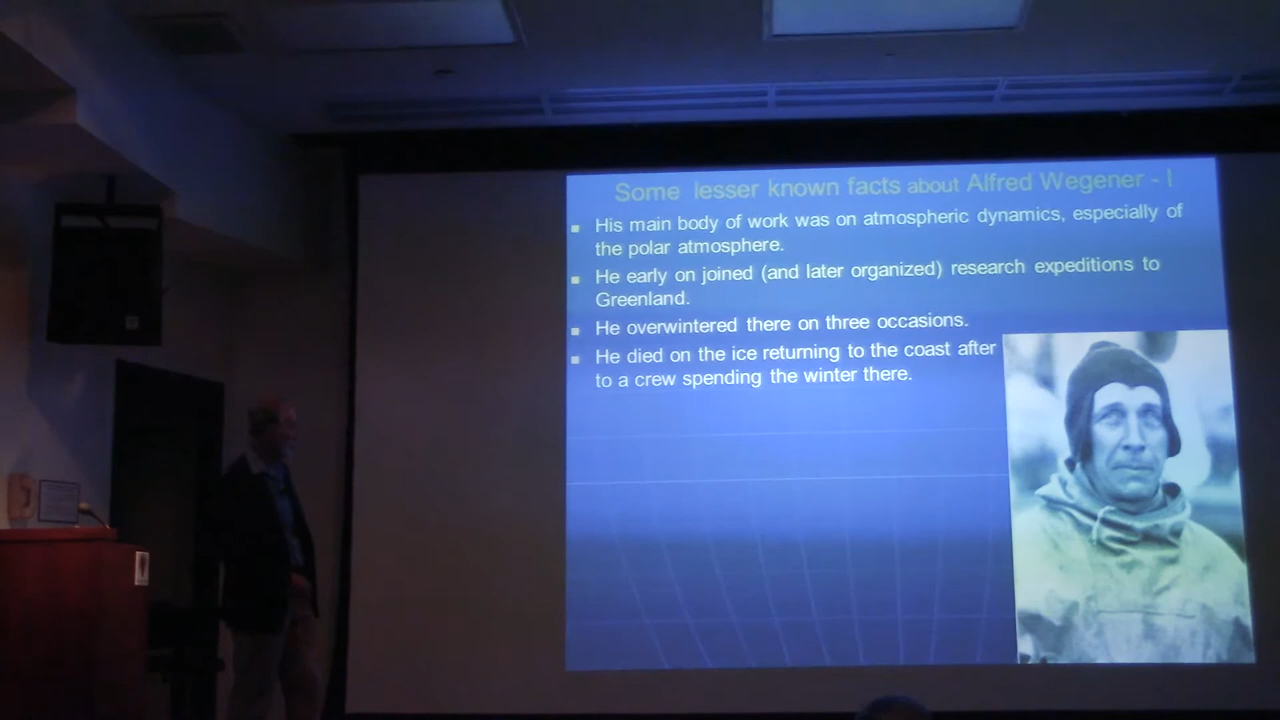 Some lesser known facts about Alfred Wegener - I
His main body of work was on atmospheric dynamics, especially of
the polar atmosphere.
He early on joined (and later organized) research expeditions to
Greenland.
He overwintered there on three occasions.
He died on the ice returning to the coast after
to a crew spending the winter there.